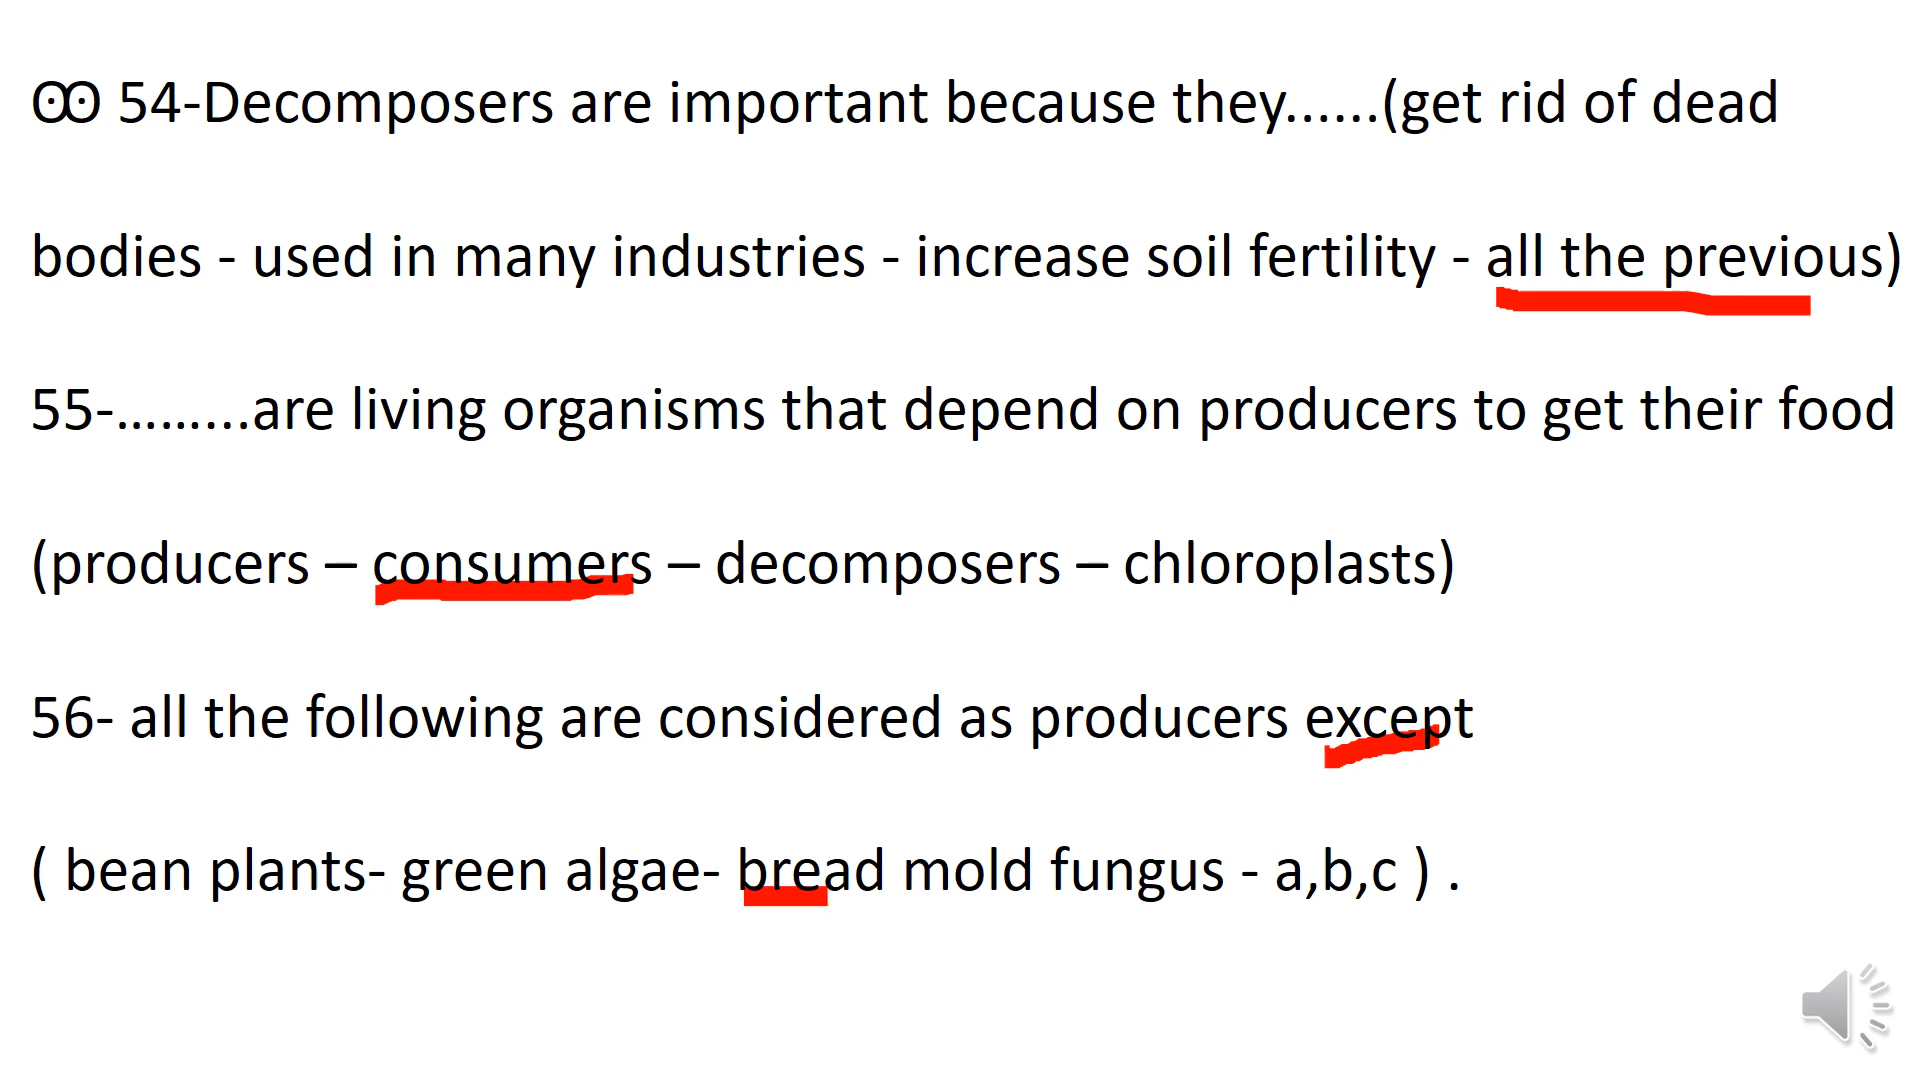 ꙭ 54-Decomposers are important because they......(get rid of dead
bodies - used in many industries - increase soil fertility - all the previous)
55-.........are living organisms that depend on producers to get their food
(producers – consumers – decomposers – chloroplasts)
56- all the following are considered as producers except
( bean plants- green algae- bread mold fungus - a,b,c ) .